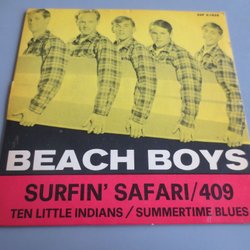 BEACH BOYS
SURFIN' SAFARI/409
TEN LITTLE INDIANS / SUMMERTIME BLUES